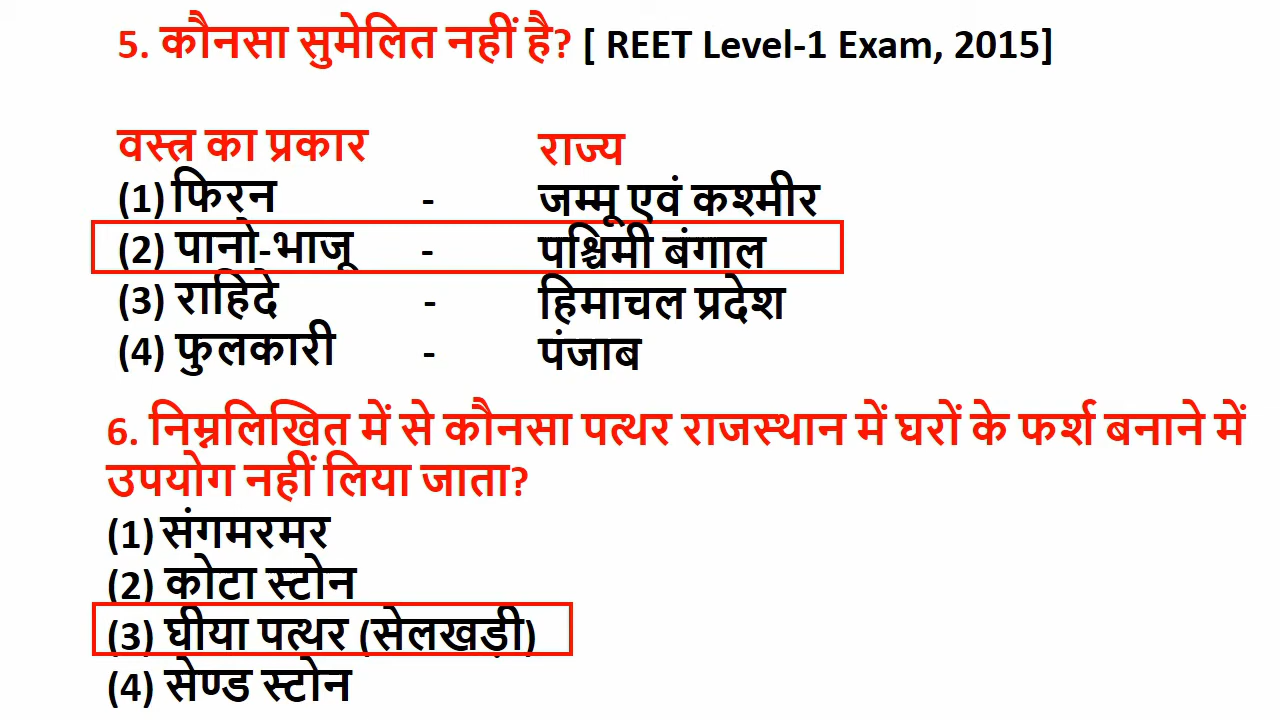 5. कौनसा सुमेलित नहीं है? [ REET Level-1 Exam, 2015]
वस्त्र का प्रकार राज्य
(1) फिरन - जम्मू एवं कश्मीर
(2) पानो-भाजू - पश्चिमी बंगाल
(3) राहिदे - हिमाचल प्रदेश
(4) फुलकारी - पंजाब
6. निम्नलिखित में से कौनसा पत्थर राजस्थान में घरों के फर्श बनाने में
उपयोग नहीं लिया जाता?
(1) संगमरमर
(2) कोटा स्टोन
(3) घीया पत्थर (सेलखड़ी)
(4) सेण्ड स्टोन